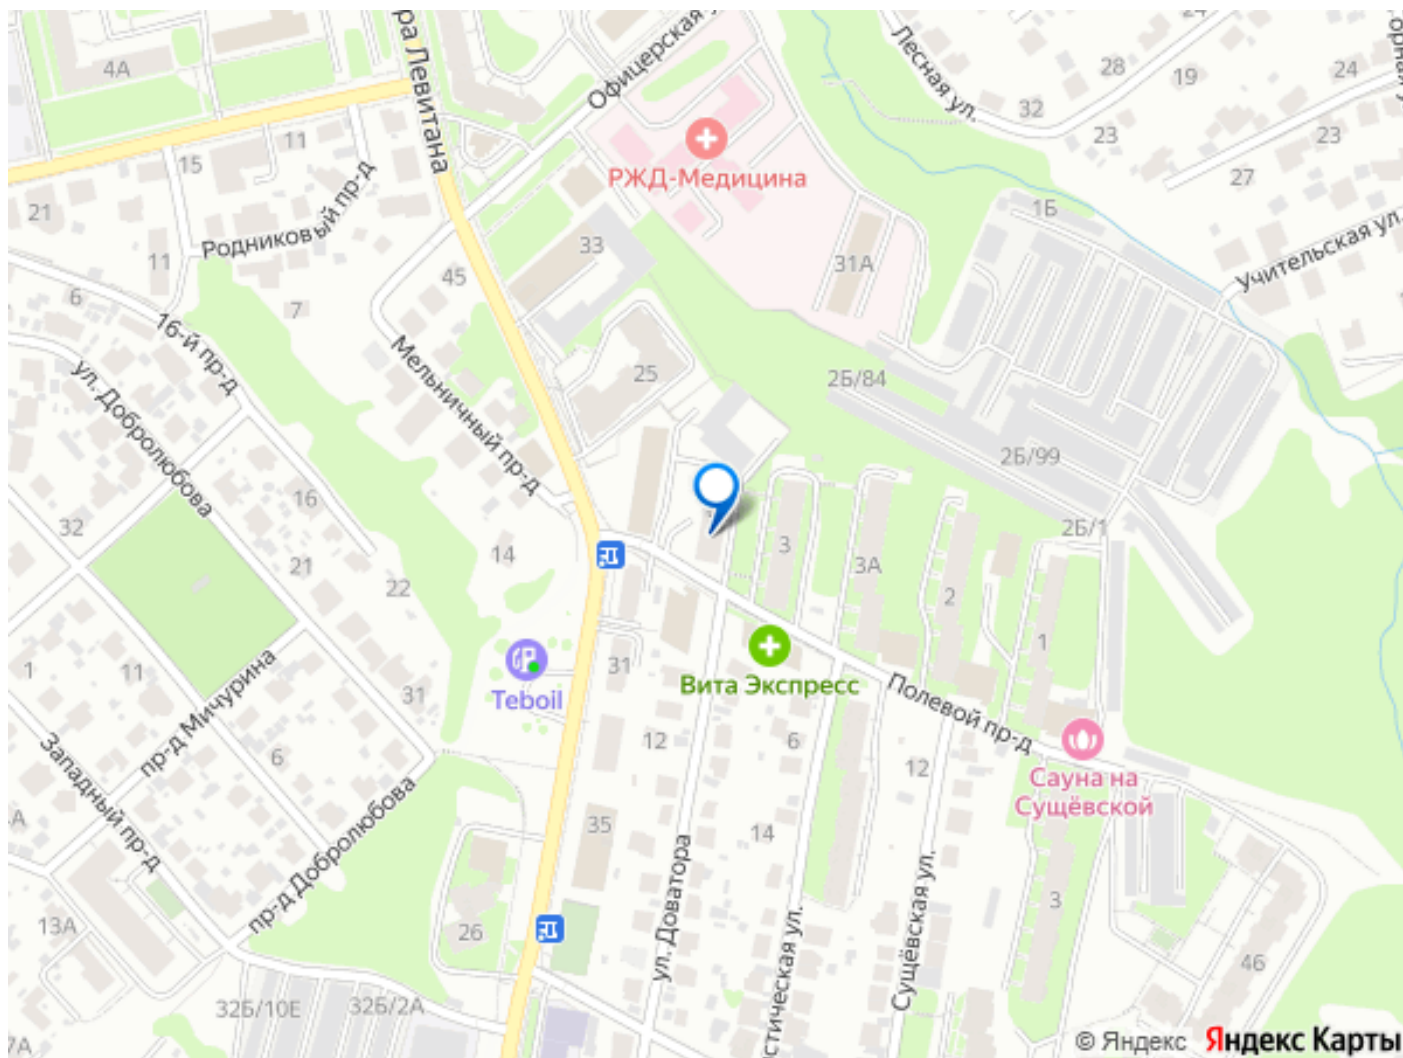 4А
ра Левитана
Офицерская у
Лесная ул.
28
19
24
32
23
23
27
11
15
РЖД-Медицина
21
Родниковый пр-д
1Б
Учительская ул.
11
33
31А
45
6
7
16-й пр-д
ул. Добролюбова
Мельничный пр-д
25
2Б/84
2Б/99
16
32
2Б/1
14
3
3А
21
22
2
1
31
Вита Экспресс
Teboil
1
11
31
пр-д Мичурина
Полевой пр-д
12
6
12
6
Западный пр-д
Сауна на
Сущёвской
пр-д Добролюбова
35
14
ул. Доватора
стическая ул.
Сущёвская ул.
3
13А
26
46
32Б/10Е
32Б/2А
7А
© Яндекс
Яндекс Карты